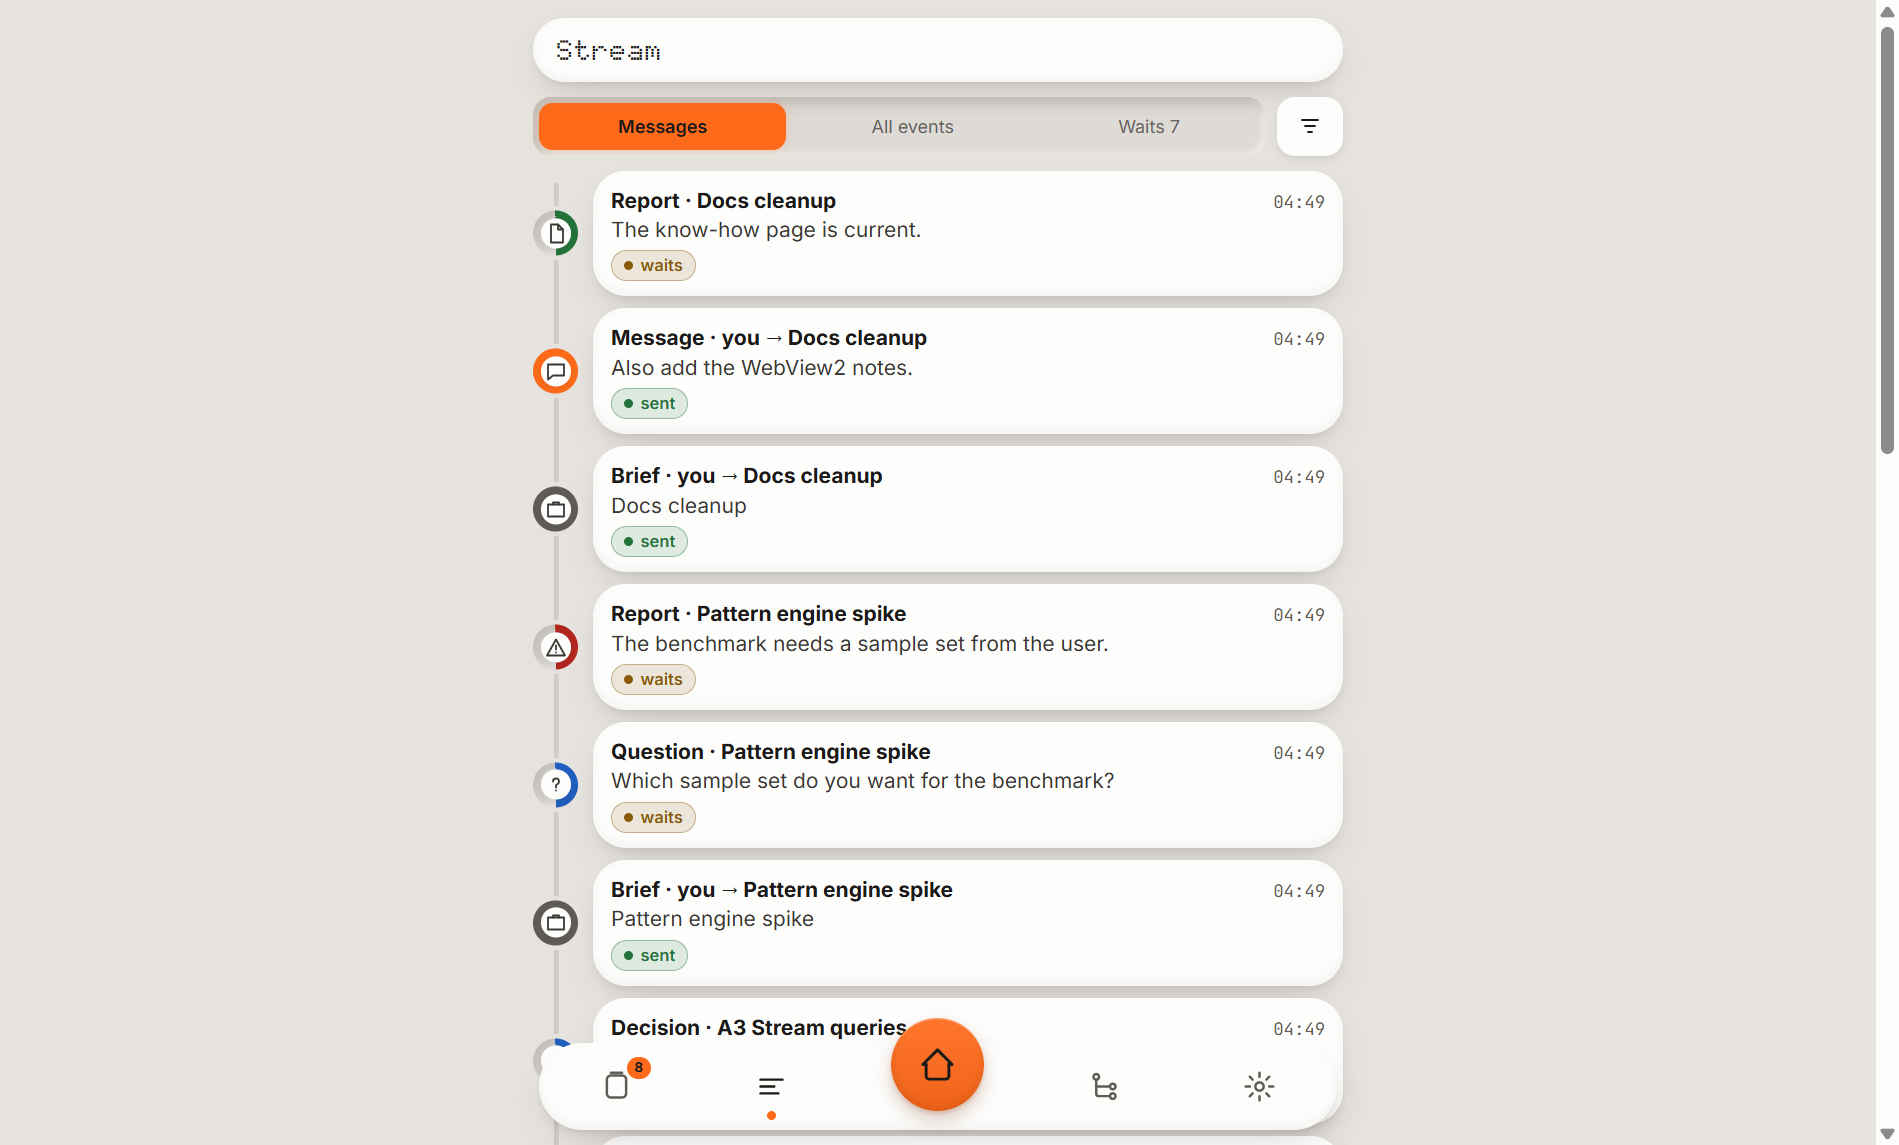 Stream
Messages
All events
Waits 7
Report · Docs cleanup
04:49
The know-how page is current.
waits
Message · you → Docs cleanup
04:49
Also add the WebView2 notes.
sent
Brief · you → Docs cleanup
04:49
Docs cleanup
sent
Report · Pattern engine spike
04:49
The benchmark needs a sample set from the user.
waits
Question · Pattern engine spike
04:49
Which sample set do you want for the benchmark?
waits
Brief · you → Pattern engine spike
04:49
Pattern engine spike
sent
Decision · A3 Stream queries
04:49
8